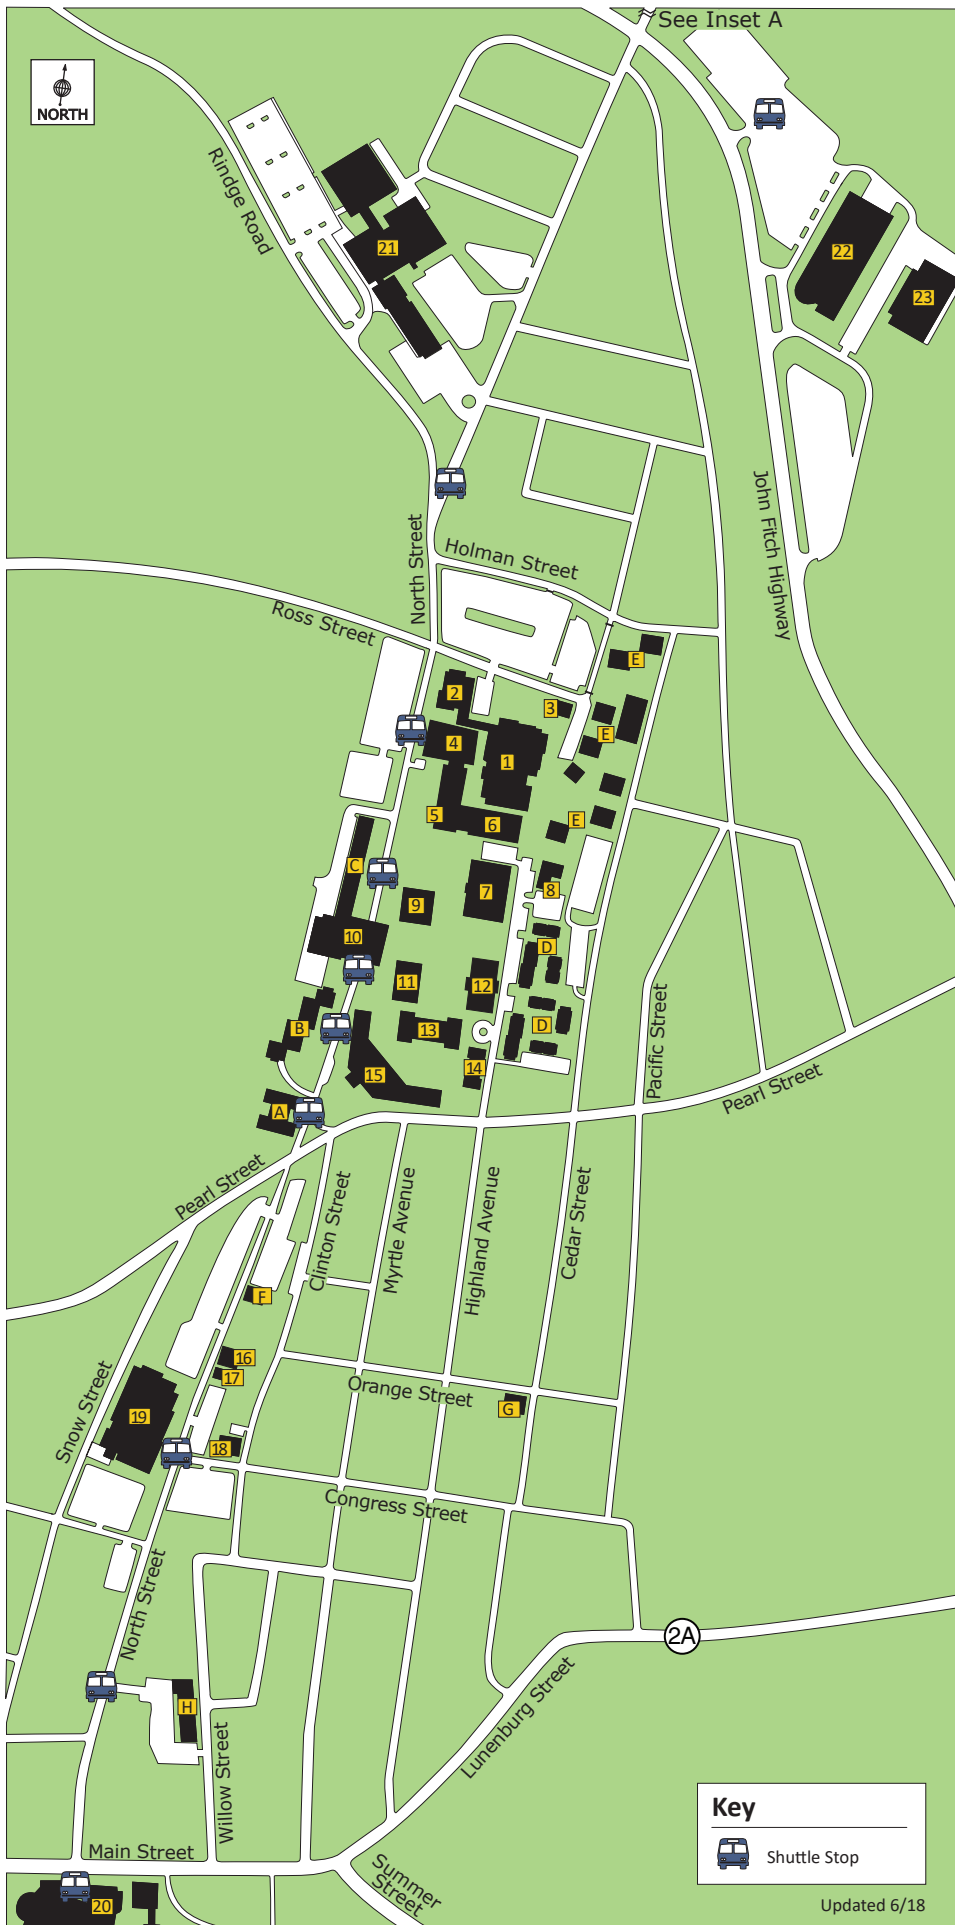 See Inset A
NORTH
Rindge Road
21
22
23
John Fitch Highway
North Street
Holman Street
Ross Street
E
2
3
E
4
1
5
6
E
C
7
8
9
10
D
11
12
B
13
D
14
15
Pacific Street
Pearl Street
A
Pearl Street
Clinton Street
Myrtle Avenue
Highland Avenue
Cedar Street
F
16
17
Orange Street
G
Snow Street
19
18
Congress Street
North Street
2A
H
Lunenburg Street
Willow Street
Key
Shuttle Stop
Main Street
Summer
Street
20
Updated 6/18